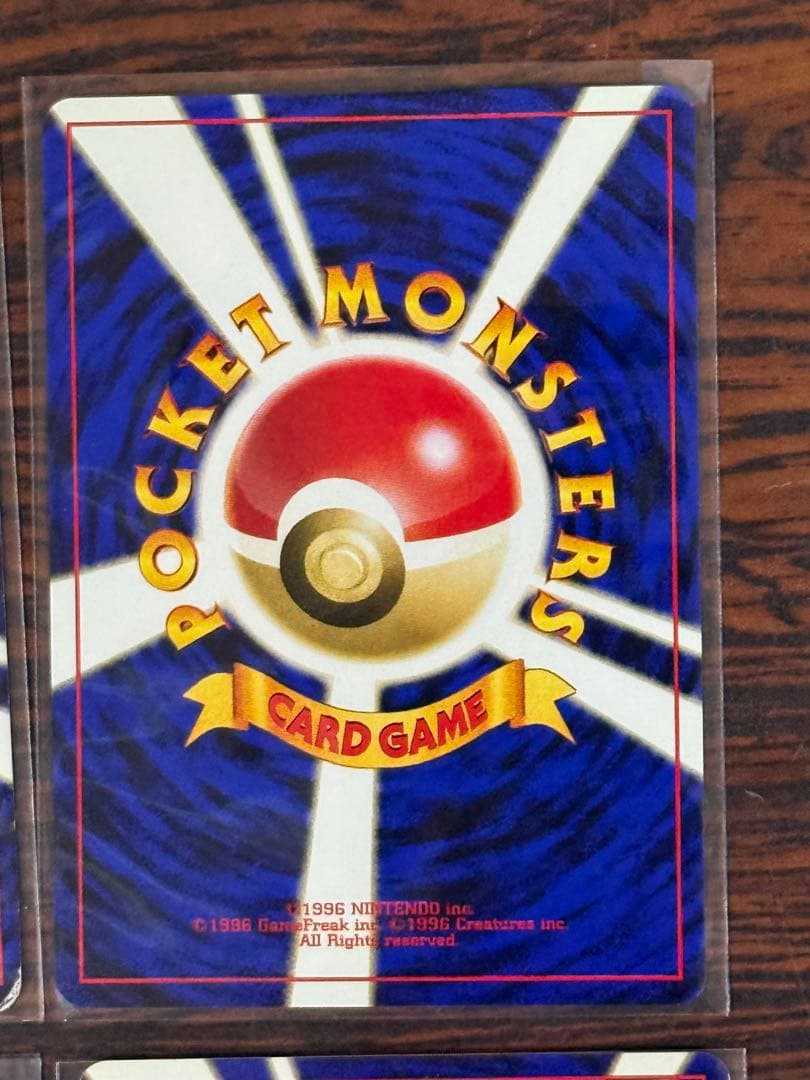 POCKET MONSTERS
CARD GAME
©1996 NINTENDO inc.
©1996 GameFreak inc. ©1996 Creatures inc.
All Rights reserved.